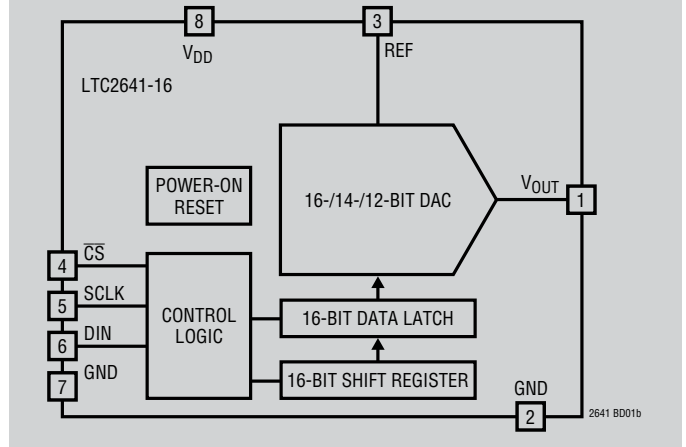 8
3
V_DD
REF
LTC2641-16
POWER-ON
RESET
16-/14-/12-BIT DAC
V_OUT
1
4
C̅S̅
5
SCLK
CONTROL
LOGIC
16-BIT DATA LATCH
6
DIN
7
GND
16-BIT SHIFT REGISTER
GND
2
2641 BD01b